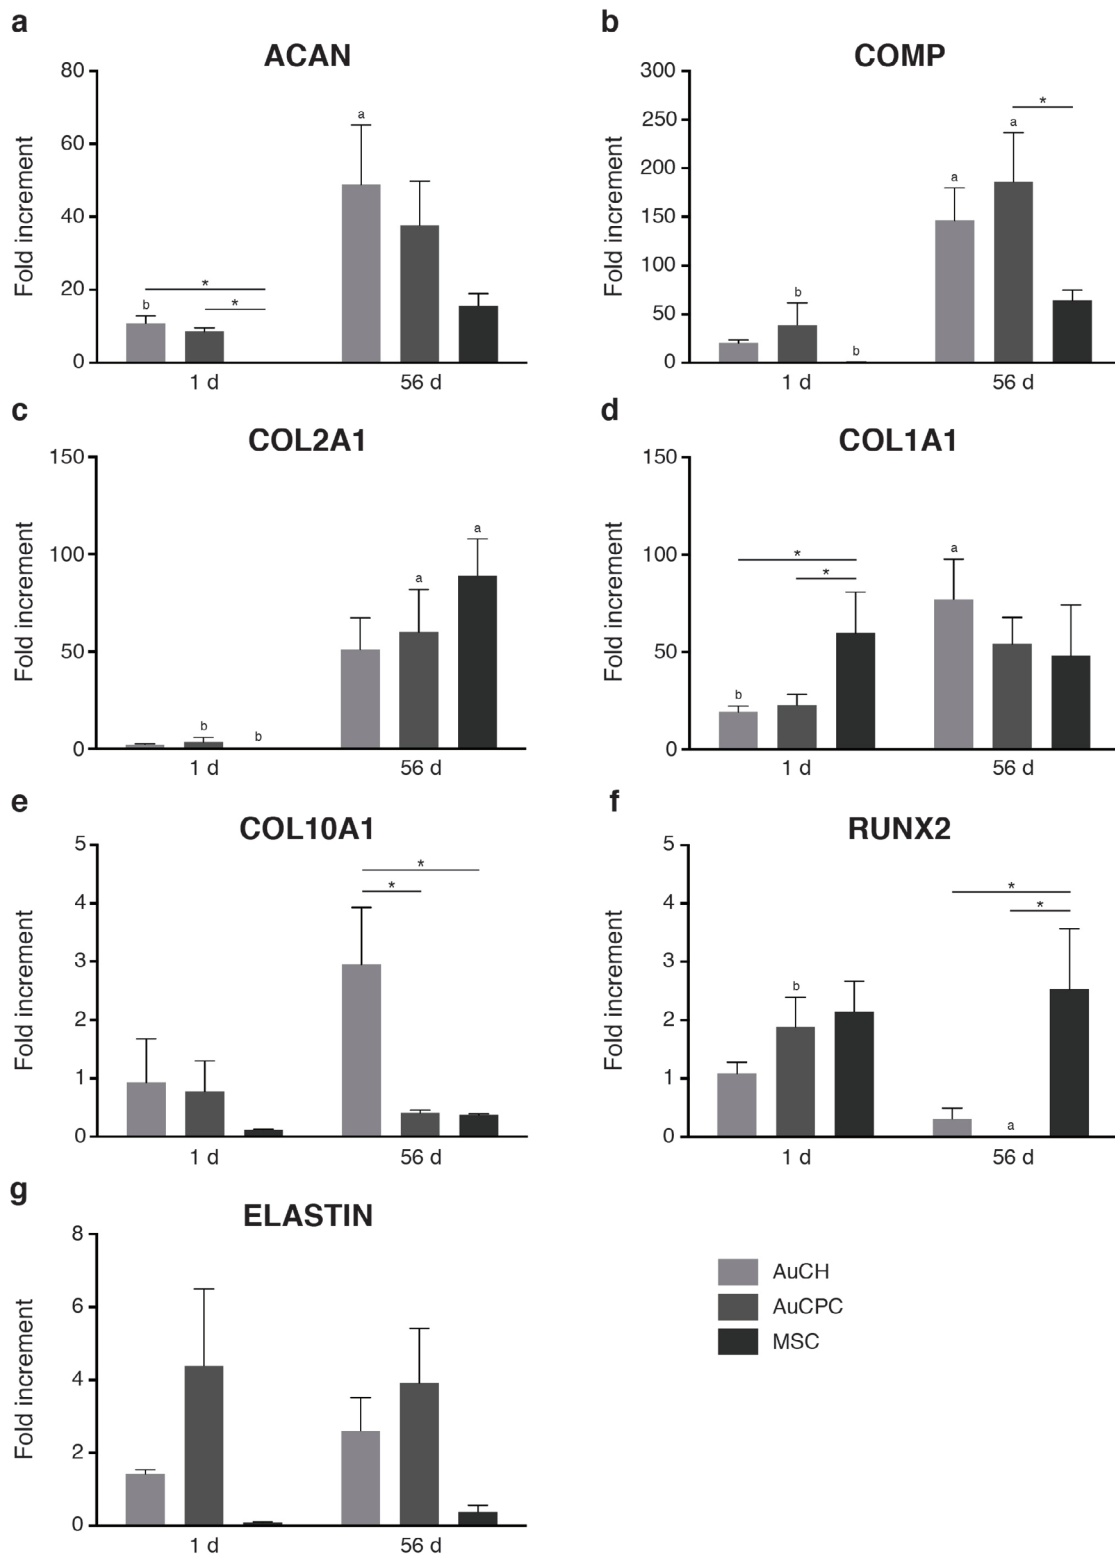 a
ACAN
Fold increment
80
60
40
20
0
b
*
*
a
1 d
56 d
b
COMP
Fold increment
300
250
200
150
100
50
0
b
b
a
a
*
1 d
56 d
c
COL2A1
Fold increment
150
100
50
0
b
b
a
a
1 d
56 d
d
COL1A1
Fold increment
150
100
50
0
b
*
*
a
1 d
56 d
e
COL10A1
Fold increment
5
4
3
2
1
0
*
*
1 d
56 d
f
RUNX2
Fold increment
5
4
3
2
1
0
b
a
*
*
1 d
56 d
g
ELASTIN
Fold increment
8
6
4
2
0
1 d
56 d
AuCH
AuCPC
MSC